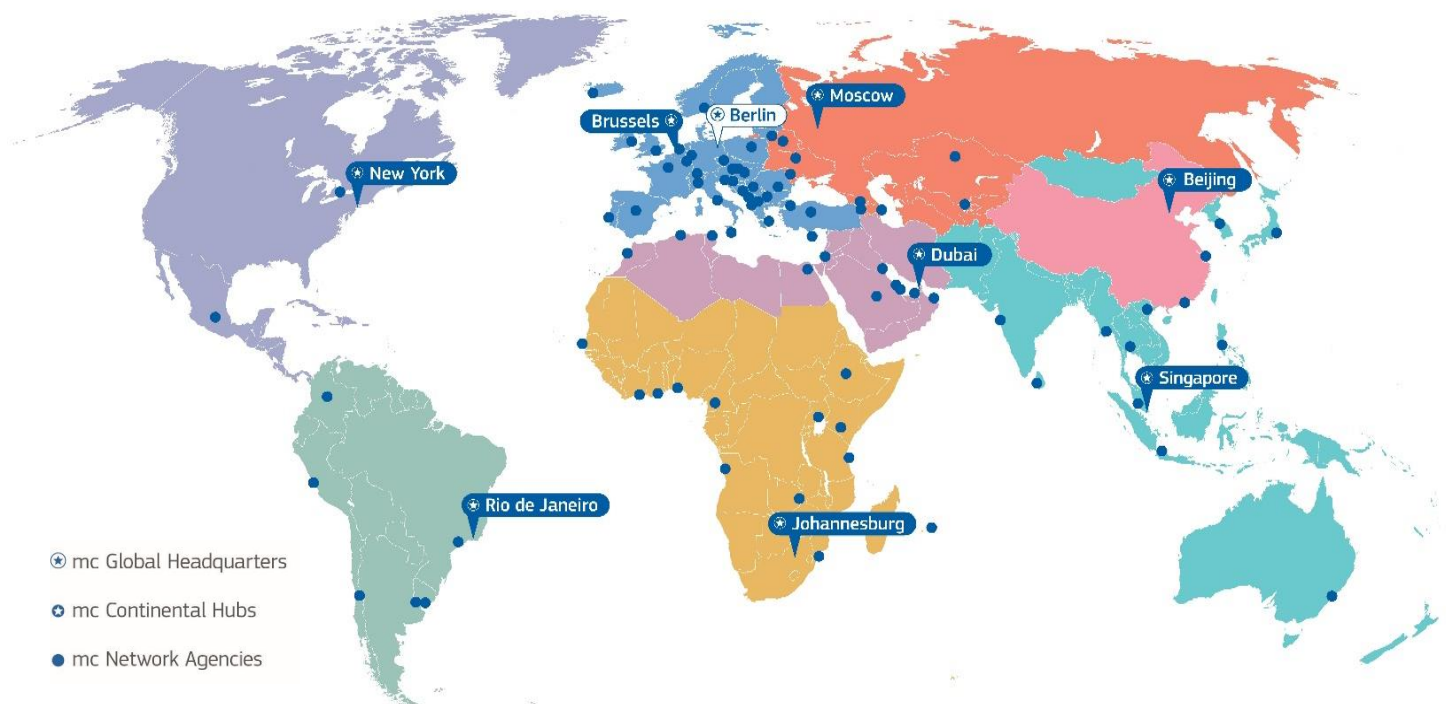 Moscow
Berlin
Brussels
New York
Beijing
Dubai
Singapore
Rio de Janeiro
Johannesburg
mc Global Headquarters
mc Continental Hubs
mc Network Agencies